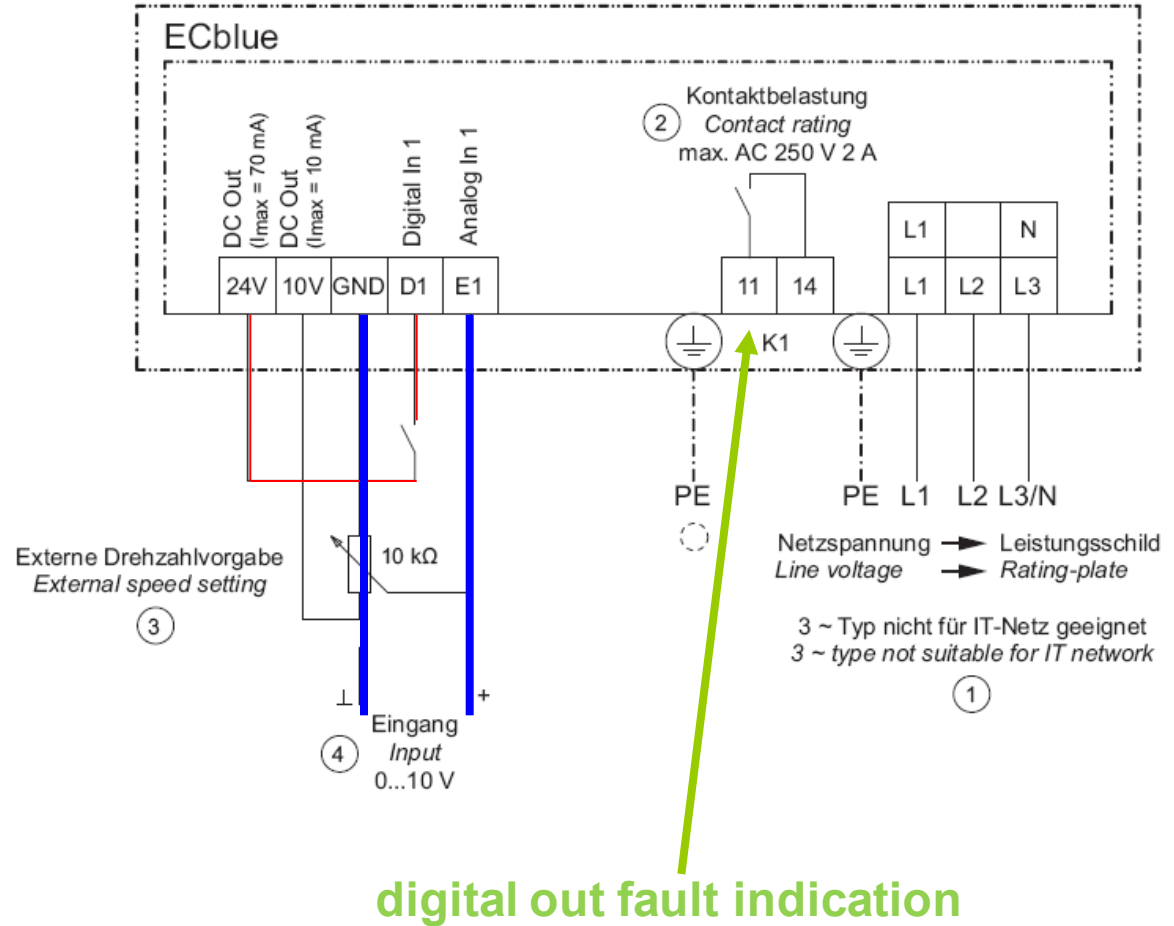 ECblue
Kontaktbelastung
2 Contact rating
max. AC 250 V 2 A
DC Out
(Imax = 70 mA)
DC Out
(Imax = 10 mA)
Digital In 1
Analog In 1
L1 N
24V 10V GND D1 E1 11 14 L1 L2 L3
K1
PE PE L1 L2 L3/N
Externe Drehzahlvorgabe
External speed setting
3
10 kΩ
Netzspannung Leistungsschild
Line voltage Rating-plate
3 ~ Typ nicht für IT-Netz geeignet
3 ~ type not suitable for IT network
1
⊥ +
Eingang
4 Input
0...10 V
digital out fault indication